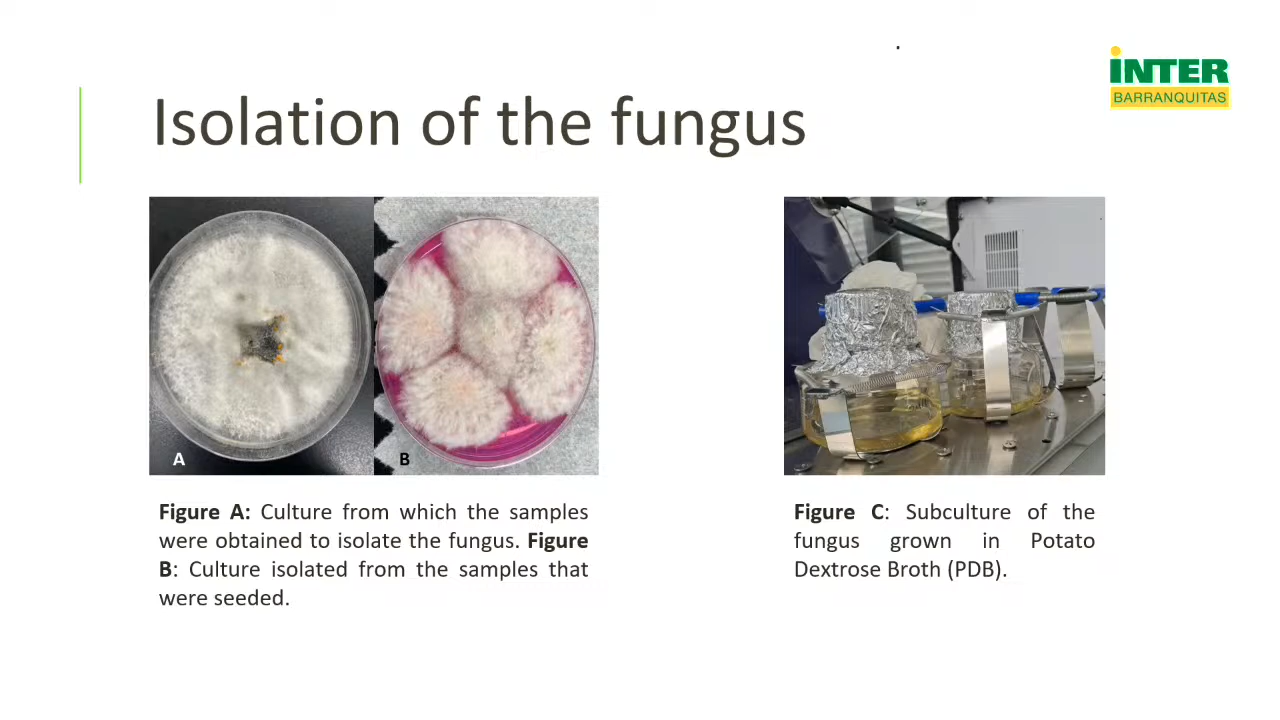 INTER
BARRANQUITAS
Isolation of the fungus
A
B
Figure A: Culture from which the samples
were obtained to isolate the fungus. Figure
B: Culture isolated from the samples that
were seeded.
Figure C: Subculture of the
fungus grown in Potato
Dextrose Broth (PDB).